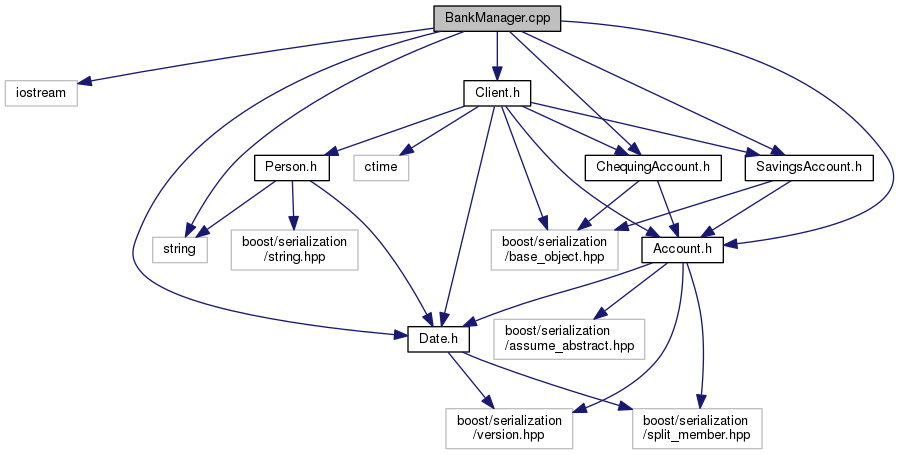 BankManager.cpp
iostream
Client.h
Person.h
ctime
ChequingAccount.h
SavingsAccount.h
string
boost/serialization
/string.hpp
boost/serialization
/base_object.hpp
Account.h
Date.h
boost/serialization
/assume_abstract.hpp
boost/serialization
/version.hpp
boost/serialization
/split_member.hpp